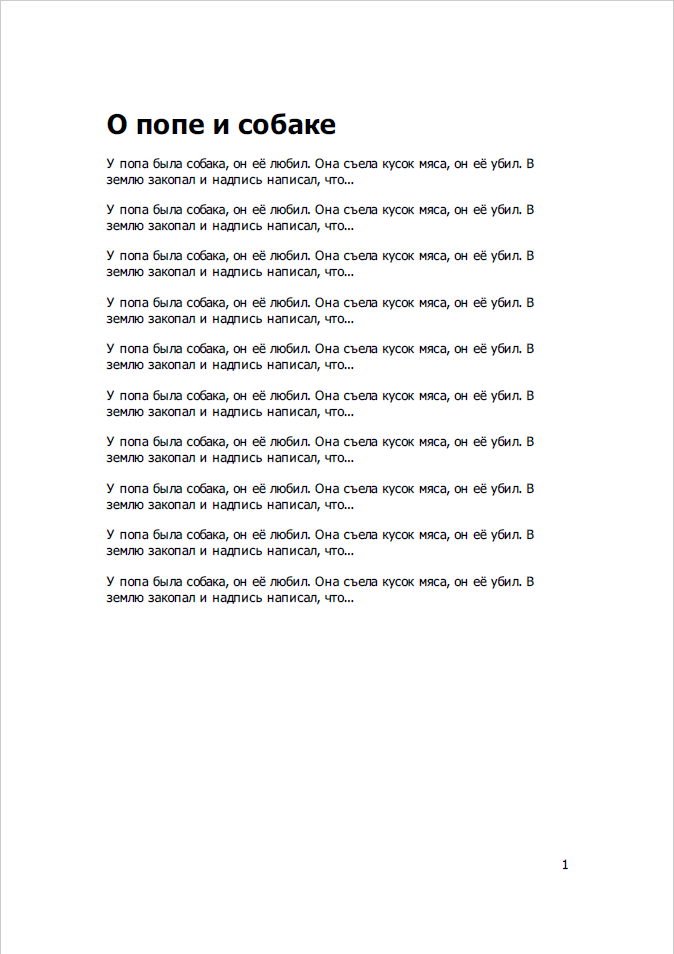 О попе и собаке
У попа была собака, он её любил. Она съела кусок мяса, он её убил. В
землю закопал и надпись написал, что...
У попа была собака, он её любил. Она съела кусок мяса, он её убил. В
землю закопал и надпись написал, что...
У попа была собака, он её любил. Она съела кусок мяса, он её убил. В
землю закопал и надпись написал, что...
У попа была собака, он её любил. Она съела кусок мяса, он её убил. В
землю закопал и надпись написал, что...
У попа была собака, он её любил. Она съела кусок мяса, он её убил. В
землю закопал и надпись написал, что...
У попа была собака, он её любил. Она съела кусок мяса, он её убил. В
землю закопал и надпись написал, что...
У попа была собака, он её любил. Она съела кусок мяса, он её убил. В
землю закопал и надпись написал, что...
У попа была собака, он её любил. Она съела кусок мяса, он её убил. В
землю закопал и надпись написал, что...
У попа была собака, он её любил. Она съела кусок мяса, он её убил. В
землю закопал и надпись написал, что...
У попа была собака, он её любил. Она съела кусок мяса, он её убил. В
землю закопал и надпись написал, что...
1